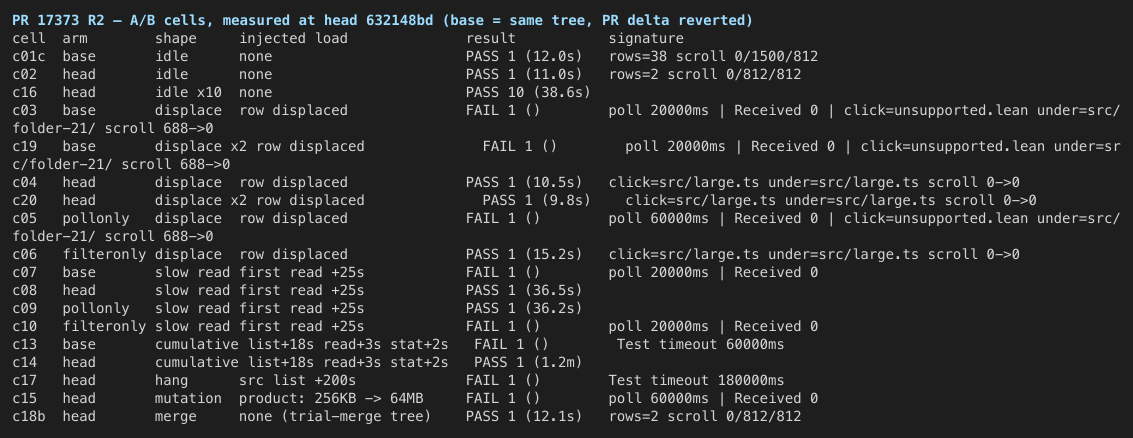 PR 17373 R2 — A/B cells, measured at head 632148bd (base = same tree, PR delta reverted)
cell  arm        shape     injected load              result           signature
c01c  base       idle      none                       PASS 1 (12.0s)   rows=38 scroll 0/1500/812
c02   head       idle      none                       PASS 1 (11.0s)   rows=2 scroll 0/812/812
c16   head       idle x10  none                       PASS 10 (38.6s)
c03   base       displace  row displaced              FAIL 1 ()        poll 20000ms | Received 0 | click=unsupported.lean under=src/
folder-21/ scroll 688->0
c19   base       displace x2 row displaced              FAIL 1 ()        poll 20000ms | Received 0 | click=unsupported.lean under=sr
c/folder-21/ scroll 688->0
c04   head       displace  row displaced              PASS 1 (10.5s)   click=src/large.ts under=src/large.ts scroll 0->0
c20   head       displace x2 row displaced              PASS 1 (9.8s)    click=src/large.ts under=src/large.ts scroll 0->0
c05   pollonly   displace  row displaced              FAIL 1 ()        poll 60000ms | Received 0 | click=unsupported.lean under=src/
folder-21/ scroll 688->0
c06   filteronly displace  row displaced              PASS 1 (15.2s)   click=src/large.ts under=src/large.ts scroll 0->0
c07   base       slow read first read +25s            FAIL 1 ()        poll 20000ms | Received 0
c08   head       slow read first read +25s            PASS 1 (36.5s)
c09   pollonly   slow read first read +25s            PASS 1 (36.2s)
c10   filteronly slow read first read +25s            FAIL 1 ()        poll 20000ms | Received 0
c13   base       cumulative list+18s read+3s stat+2s   FAIL 1 ()        Test timeout 60000ms
c14   head       cumulative list+18s read+3s stat+2s   PASS 1 (1.2m)
c17   head       hang      src list +200s             FAIL 1 ()        Test timeout 180000ms
c15   head       mutation  product: 256KB -> 64MB     FAIL 1 ()        poll 60000ms | Received 0
c18b  head       merge     none (trial-merge tree)    PASS 1 (12.1s)   rows=2 scroll 0/812/812